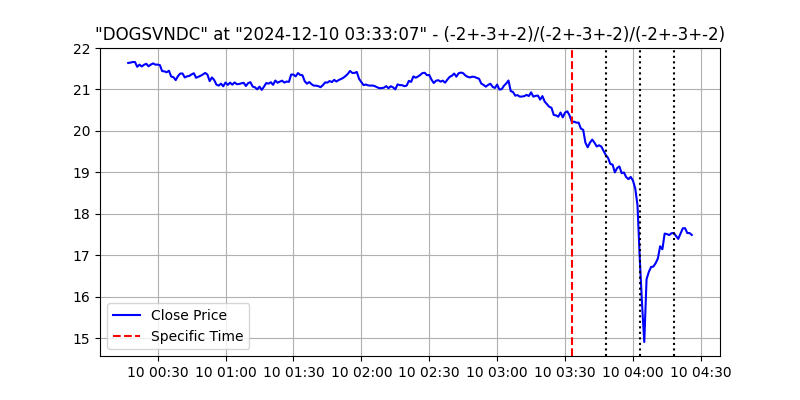 "DOGSVNDC" at "2024-12-10 03:33:07" - (-2+-3+-2)/(-2+-3+-2)/(-2+-3+-2)
22
21
20
19
18
17
16
15
Close Price
Specific Time
10 00:30 10 01:00 10 01:30 10 02:00 10 02:30 10 03:00 10 03:30 10 04:00 10 04:30